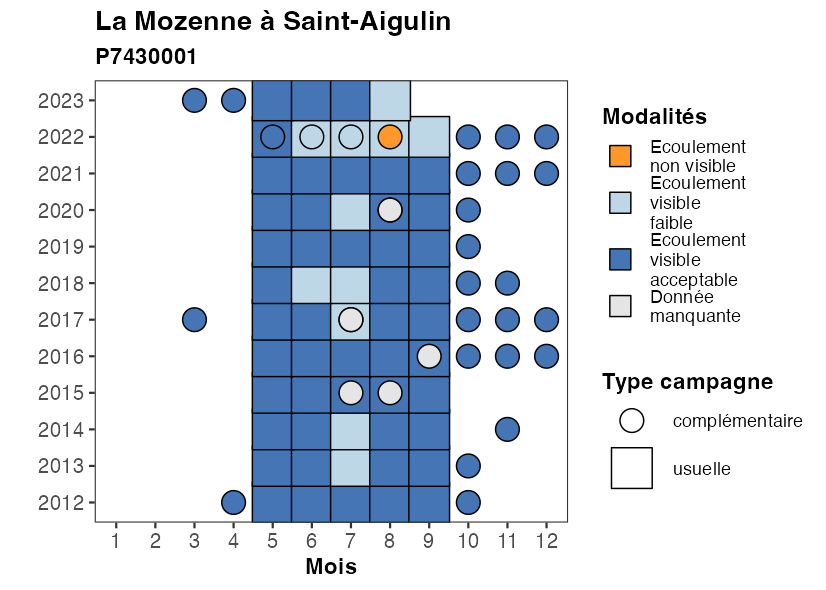 La Mozenne à Saint-Aigulin
P7430001
2023
2022
2021
2020
2019
2018
2017
2016
2015
2014
2013
2012
1 2 3 4 5 6 7 8 9 10 11 12
Mois
Modalités
Ecoulement
non visible
Ecoulement
visible
faible
Ecoulement
visible
acceptable
Donnée
manquante
Type campagne
complémentaire
usuelle